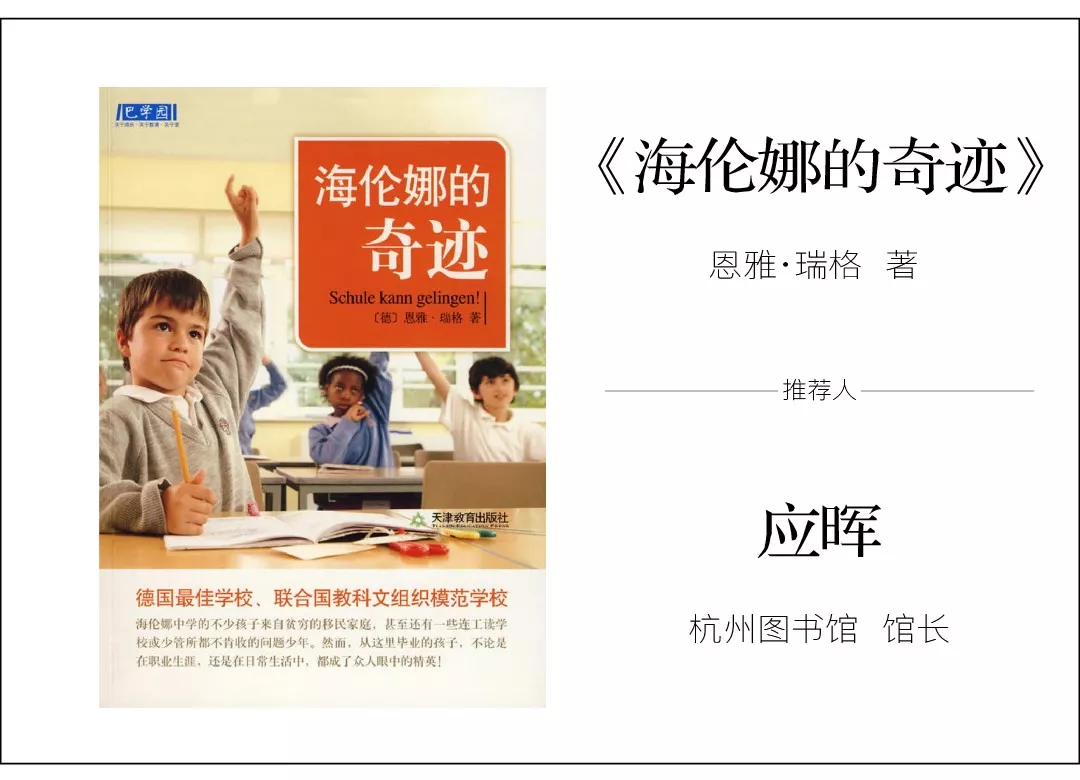 巴学园
海伦娜的
奇迹
Schule kann gelingen!
〔德〕恩雅·瑞格 著
天津教育出版社
德国最佳学校、联合国教科文组织模范学校
海伦娜中学的不少孩子来自贫穷的移民家庭，甚至还有一些连工读学
校或少管所都不肯收的问题少年。然而，从这里毕业的孩子，不论是
在职业生涯，还是在日常生活中，都成了众人眼中的精英！
《海伦娜的奇迹》
恩雅·瑞格 著
推荐人
应晖
杭州图书馆 馆长